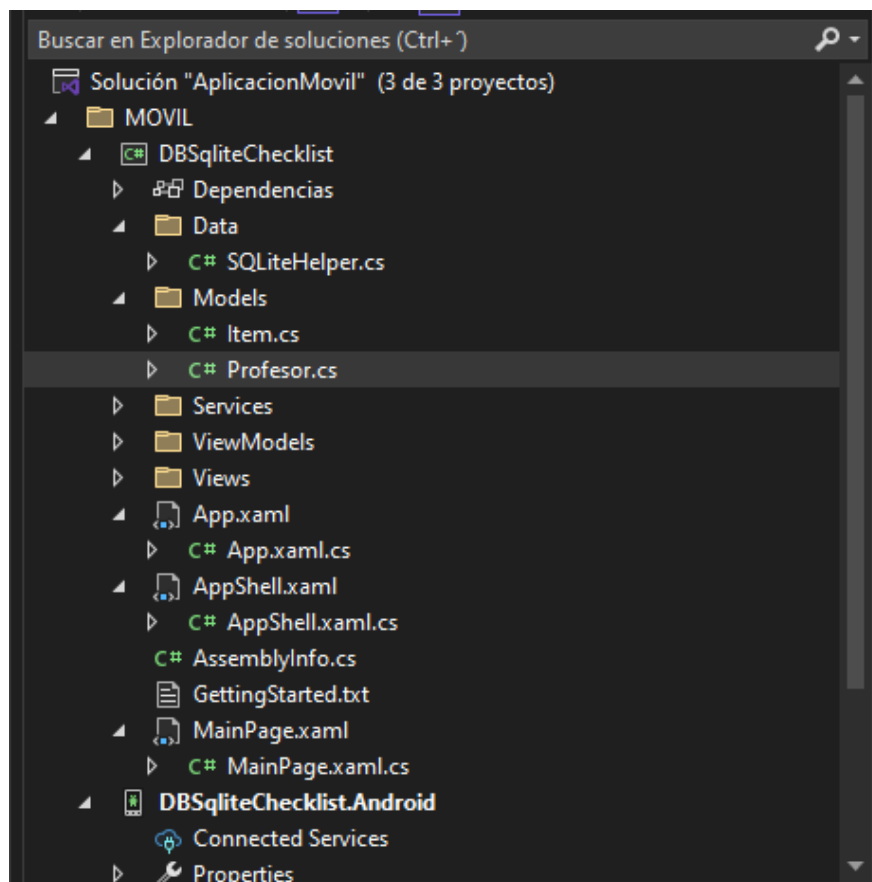 Buscar en Explorador de soluciones (Ctrl+´)
Solución "AplicacionMovil" (3 de 3 proyectos)
MOVIL
C# DBSqliteChecklist
Dependencias
Data
C# SQLiteHelper.cs
Models
C# Item.cs
C# Profesor.cs
Services
ViewModels
Views
App.xaml
C# App.xaml.cs
AppShell.xaml
C# AppShell.xaml.cs
C# AssemblyInfo.cs
GettingStarted.txt
MainPage.xaml
C# MainPage.xaml.cs
DBSqliteChecklist.Android
Connected Services
Properties